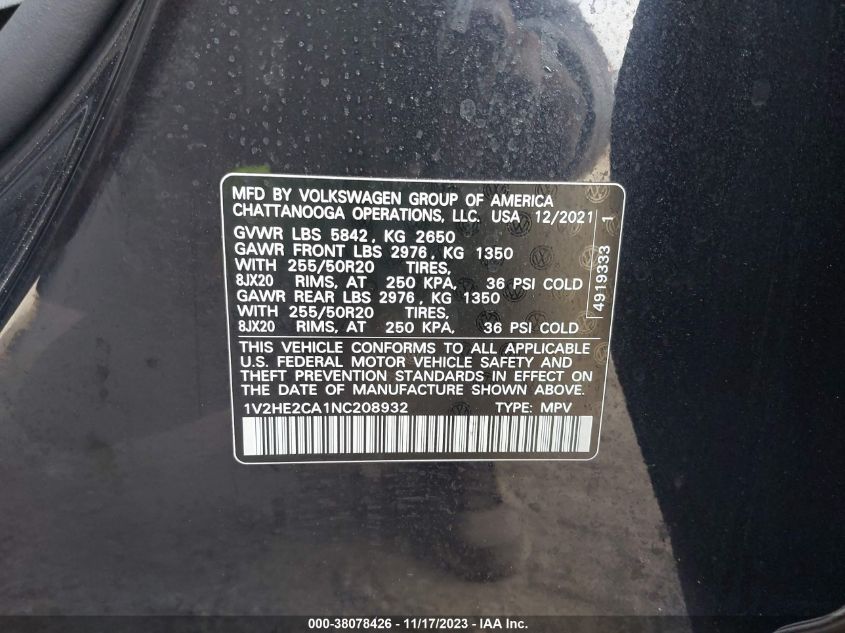 MFD BY VOLKSWAGEN GROUP OF AMERICA
CHATTANOOGA OPERATIONS, LLC. USA 12/2021
GVWR LBS 5842, KG 2650
GAWR FRONT LBS 2976, KG 1350
WITH 255/50R20 TIRES,
8JX20 RIMS, AT 250 KPA, 36 PSI COLD
GAWR REAR LBS 2976, KG 1350
WITH 255/50R20 TIRES,
8JX20 RIMS, AT 250 KPA, 36 PSI COLD
4919333 1
THIS VEHICLE CONFORMS TO ALL APPLICABLE
U.S. FEDERAL MOTOR VEHICLE SAFETY AND
THEFT PREVENTION STANDARDS IN EFFECT ON
THE DATE OF MANUFACTURE SHOWN ABOVE.
1V2HE2CA1NC208932 TYPE: MPV
000-38078426 - 11/17/2023 - IAA Inc.